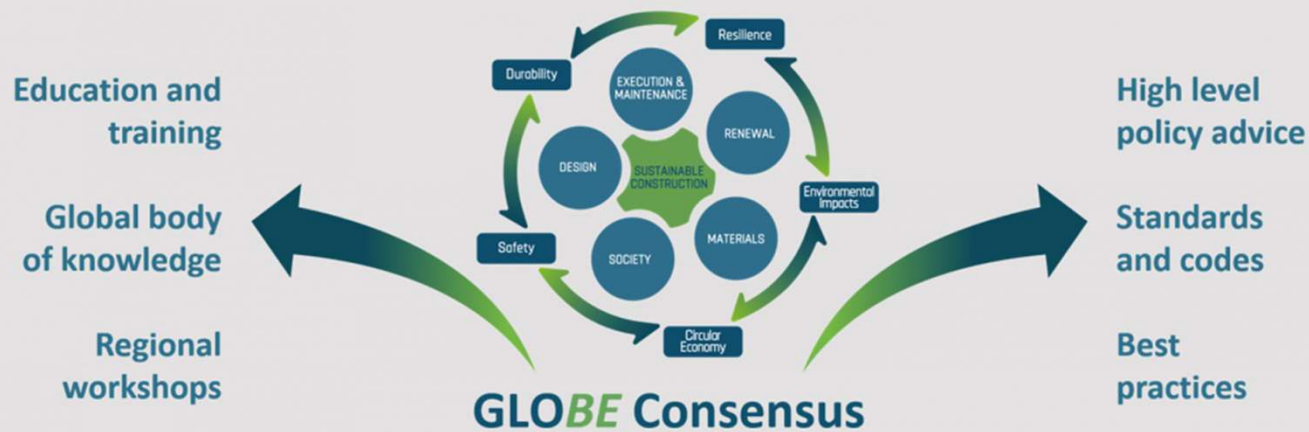 Education and
training
Global body
of knowledge
Regional
workshops
Resilience
Durability
EXECUTION &
MAINTENANCE
RENEWAL
DESIGN
SUSTAINABLE
CONSTRUCTION
Environmental
Impacts
MATERIALS
Safety
SOCIETY
Circular
Economy
GLOBE Consensus
High level
policy advice
Standards
and codes
Best
practices